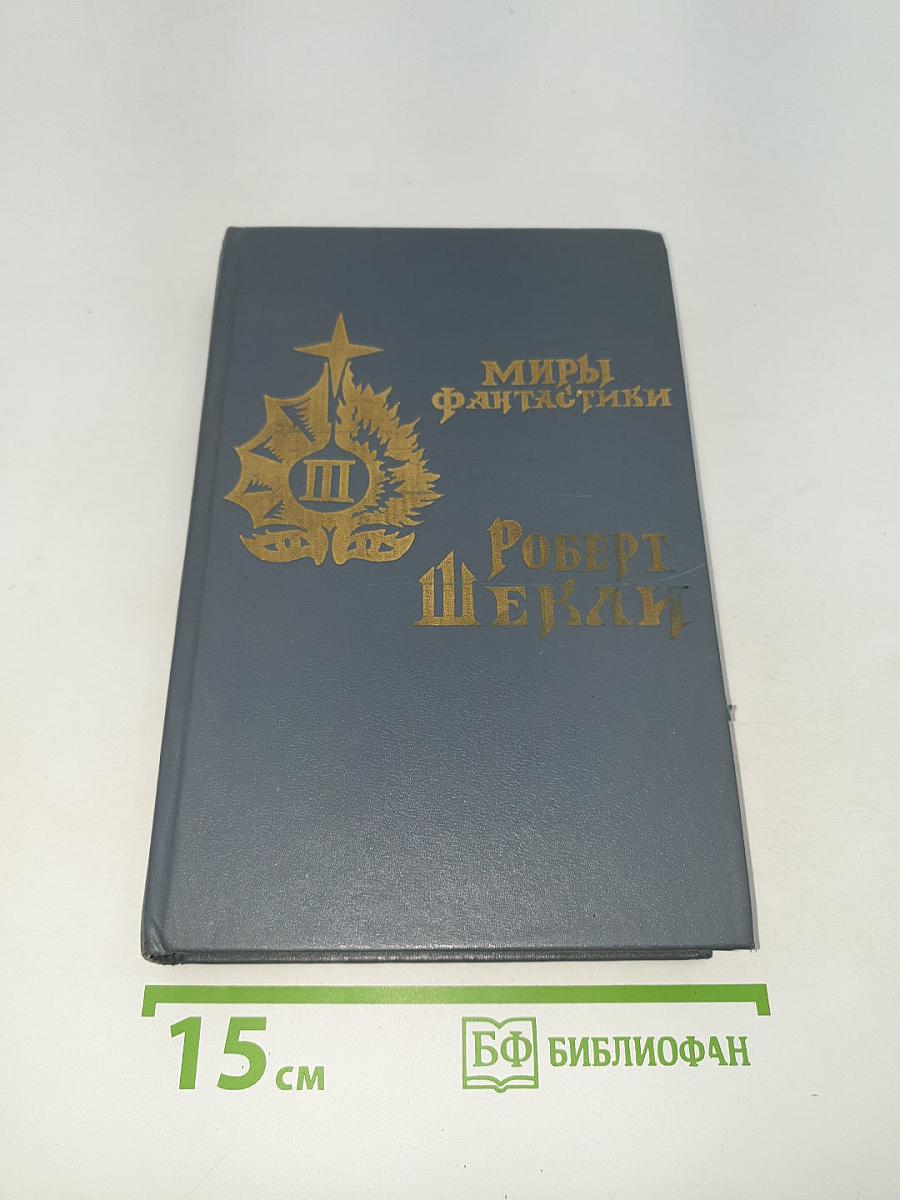 МИРЫ
ФАНТАСТИКИ
III
РОБЕРТ
ШЕКЛИ
15 см
БФ БИБЛИОФАН